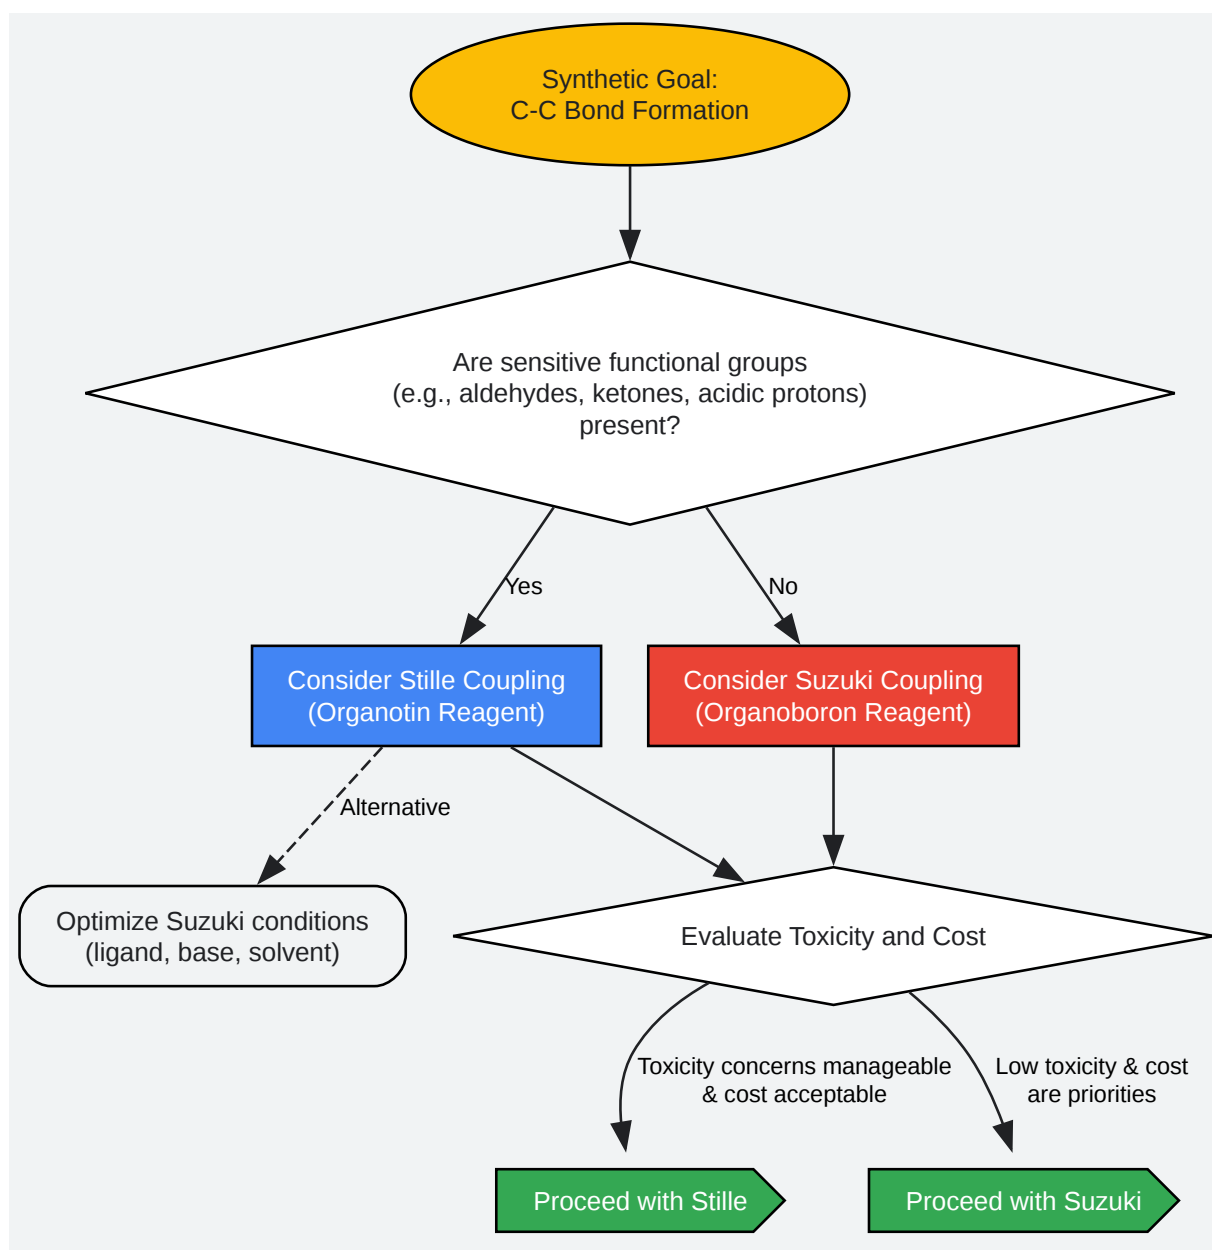 Synthetic Goal:
C-C Bond Formation
Are sensitive functional groups
(e.g., aldehydes, ketones, acidic protons)
present?
Yes
No
Consider Stille Coupling
(Organotin Reagent)
Consider Suzuki Coupling
(Organoboron Reagent)
Alternative
Optimize Suzuki conditions
(ligand, base, solvent)
Evaluate Toxicity and Cost
Toxicity concerns manageable
& cost acceptable
Low toxicity & cost
are priorities
Proceed with Stille
Proceed with Suzuki